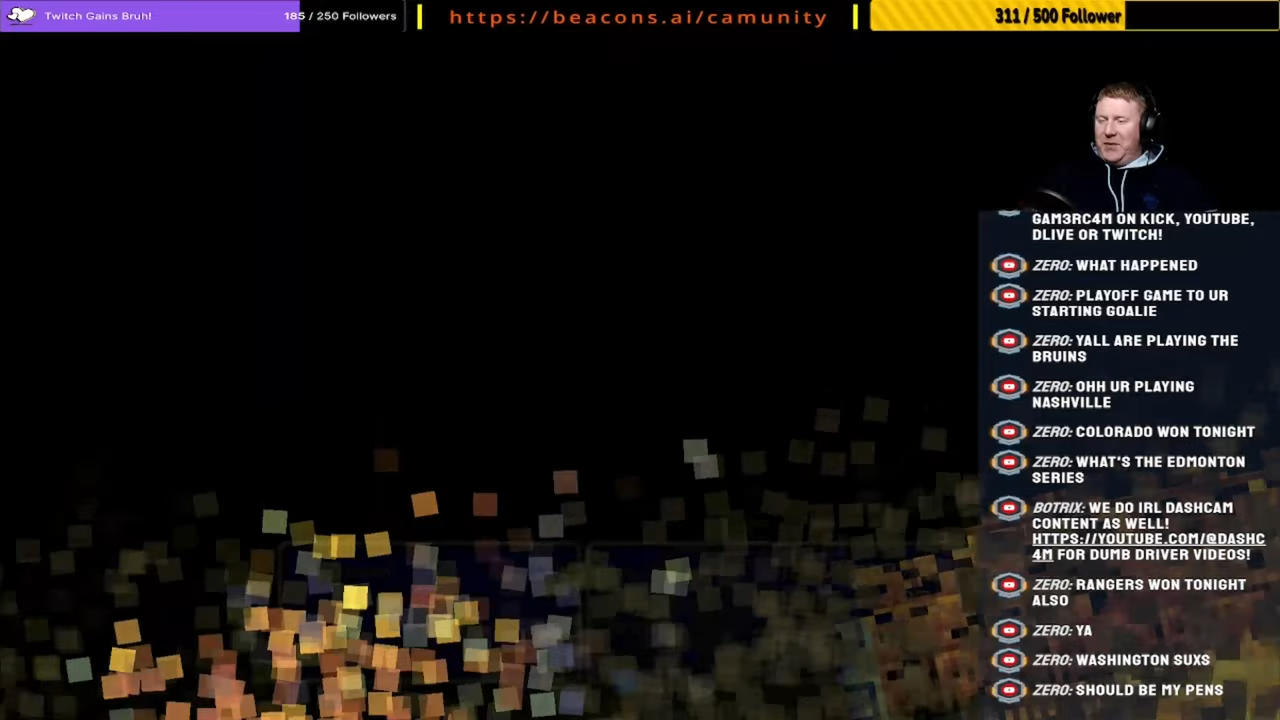 Twitch Gains Bruh!
185 / 250 Followers
https://beacons.ai/camunity
311 / 500 Follower
GAM3RC4M ON KICK, YOUTUBE,
DLIVE OR TWITCH!
ZERO: WHAT HAPPENED
ZERO: PLAYOFF GAME TO UR
STARTING GOALIE
ZERO: YALL ARE PLAYING THE
BRUINS
ZERO: OHH UR PLAYING
NASHVILLE
ZERO: COLORADO WON TONIGHT
ZERO: WHAT'S THE EDMONTON
SERIES
BOTRIX: WE DO IRL DASHCAM
CONTENT AS WELL!
HTTPS://YOUTUBE.COM/@DASHC
4M FOR DUMB DRIVER VIDEOS!
ZERO: RANGERS WON TONIGHT
ALSO
ZERO: YA
ZERO: WASHINGTON SUXS
ZERO: SHOULD BE MY PENS